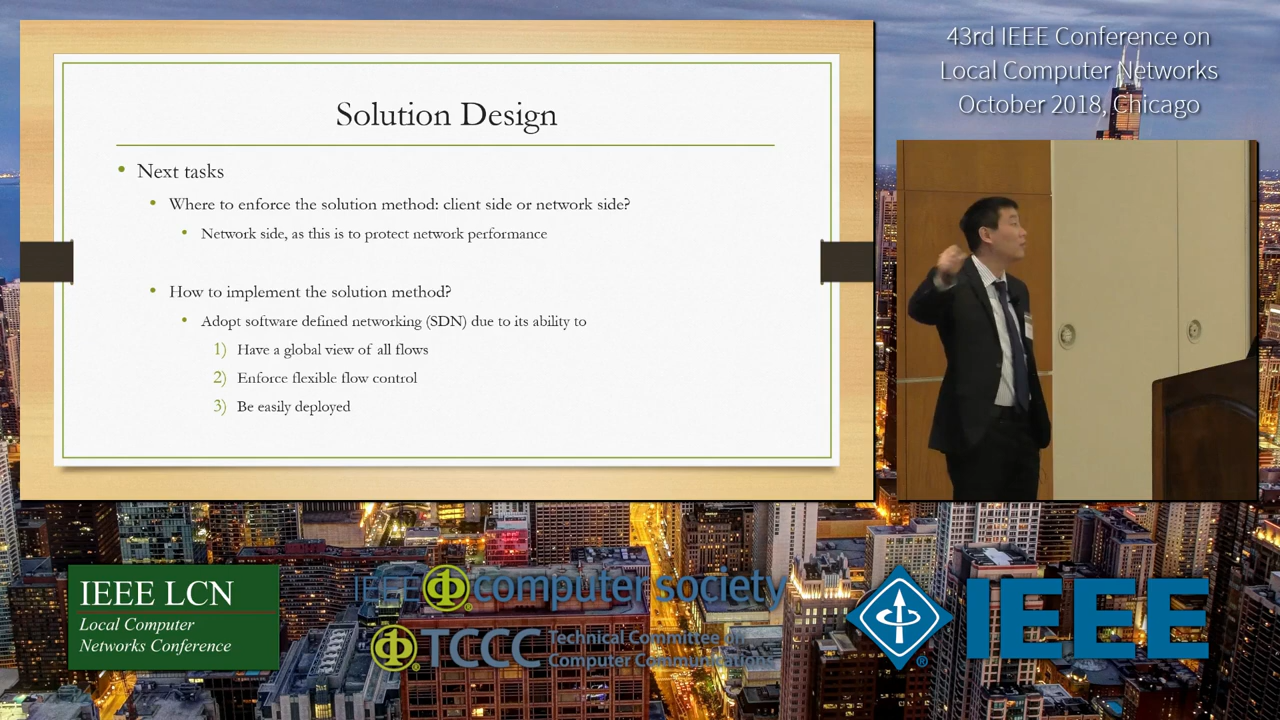 Solution Design
• Next tasks
• Where to enforce the solution method: client side or network side?
• Network side, as this is to protect network performance
• How to implement the solution method?
• Adopt software defined networking (SDN) due to its ability to
1) Have a global view of all flows
2) Enforce flexible flow control
3) Be easily deployed
43rd IEEE Conference on
Local Computer Networks
October 2018, Chicago
IEEE LCN
Local Computer
Networks Conference
IEEE computer society
TCCC Technical Committee on
Computer Communications
IEEE